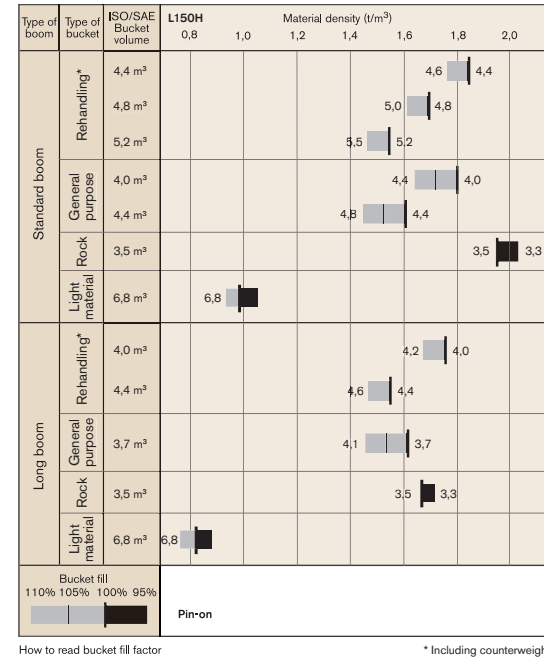 Type of boom
Type of bucket
ISO/SAE Bucket volume
L150H
Material density (t/m³)
0,8 1,0 1,2 1,4 1,6 1,8 2,0
Standard boom
Rehandling*
4,4 m³ 4,6 4,4
4,8 m³ 5,0 4,8
5,2 m³ 5,5 5,2
General purpose
4,0 m³ 4,4 4,0
4,4 m³ 4,8 4,4
Rock
3,5 m³ 3,5 3,3
Light material
6,8 m³ 6,8
Long boom
Rehandling*
4,0 m³ 4,2 4,0
4,4 m³ 4,6 4,4
General purpose
3,7 m³ 4,1 3,7
Rock
3,5 m³ 3,5 3,3
Light material
6,8 m³ 6,8
Bucket fill
110% 105% 100% 95%
Pin-on
How to read bucket fill factor
* Including counterweigh